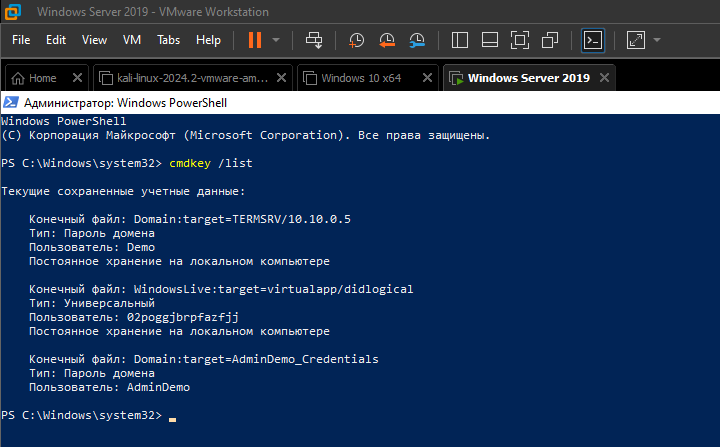 Windows Server 2019 - VMware Workstation
File Edit View VM Tabs Help
Home kali-linux-2024.2-vmware-am... Windows 10 x64 Windows Server 2019
Администратор: Windows PowerShell
Windows PowerShell
(C) Корпорация Майкрософт (Microsoft Corporation). Все права защищены.
PS C:\Windows\system32> cmdkey /list
Текущие сохраненные учетные данные:
Конечный файл: Domain:target=TERMSRV/10.10.0.5
Тип: Пароль домена
Пользователь: Demo
Постоянное хранение на локальном компьютере
Конечный файл: WindowsLive:target=virtualapp/didlogical
Тип: Универсальный
Пользователь: 02poggjbrpfazfjj
Постоянное хранение на локальном компьютере
Конечный файл: Domain:target=AdminDemo_Credentials
Тип: Пароль домена
Пользователь: AdminDemo
PS C:\Windows\system32>